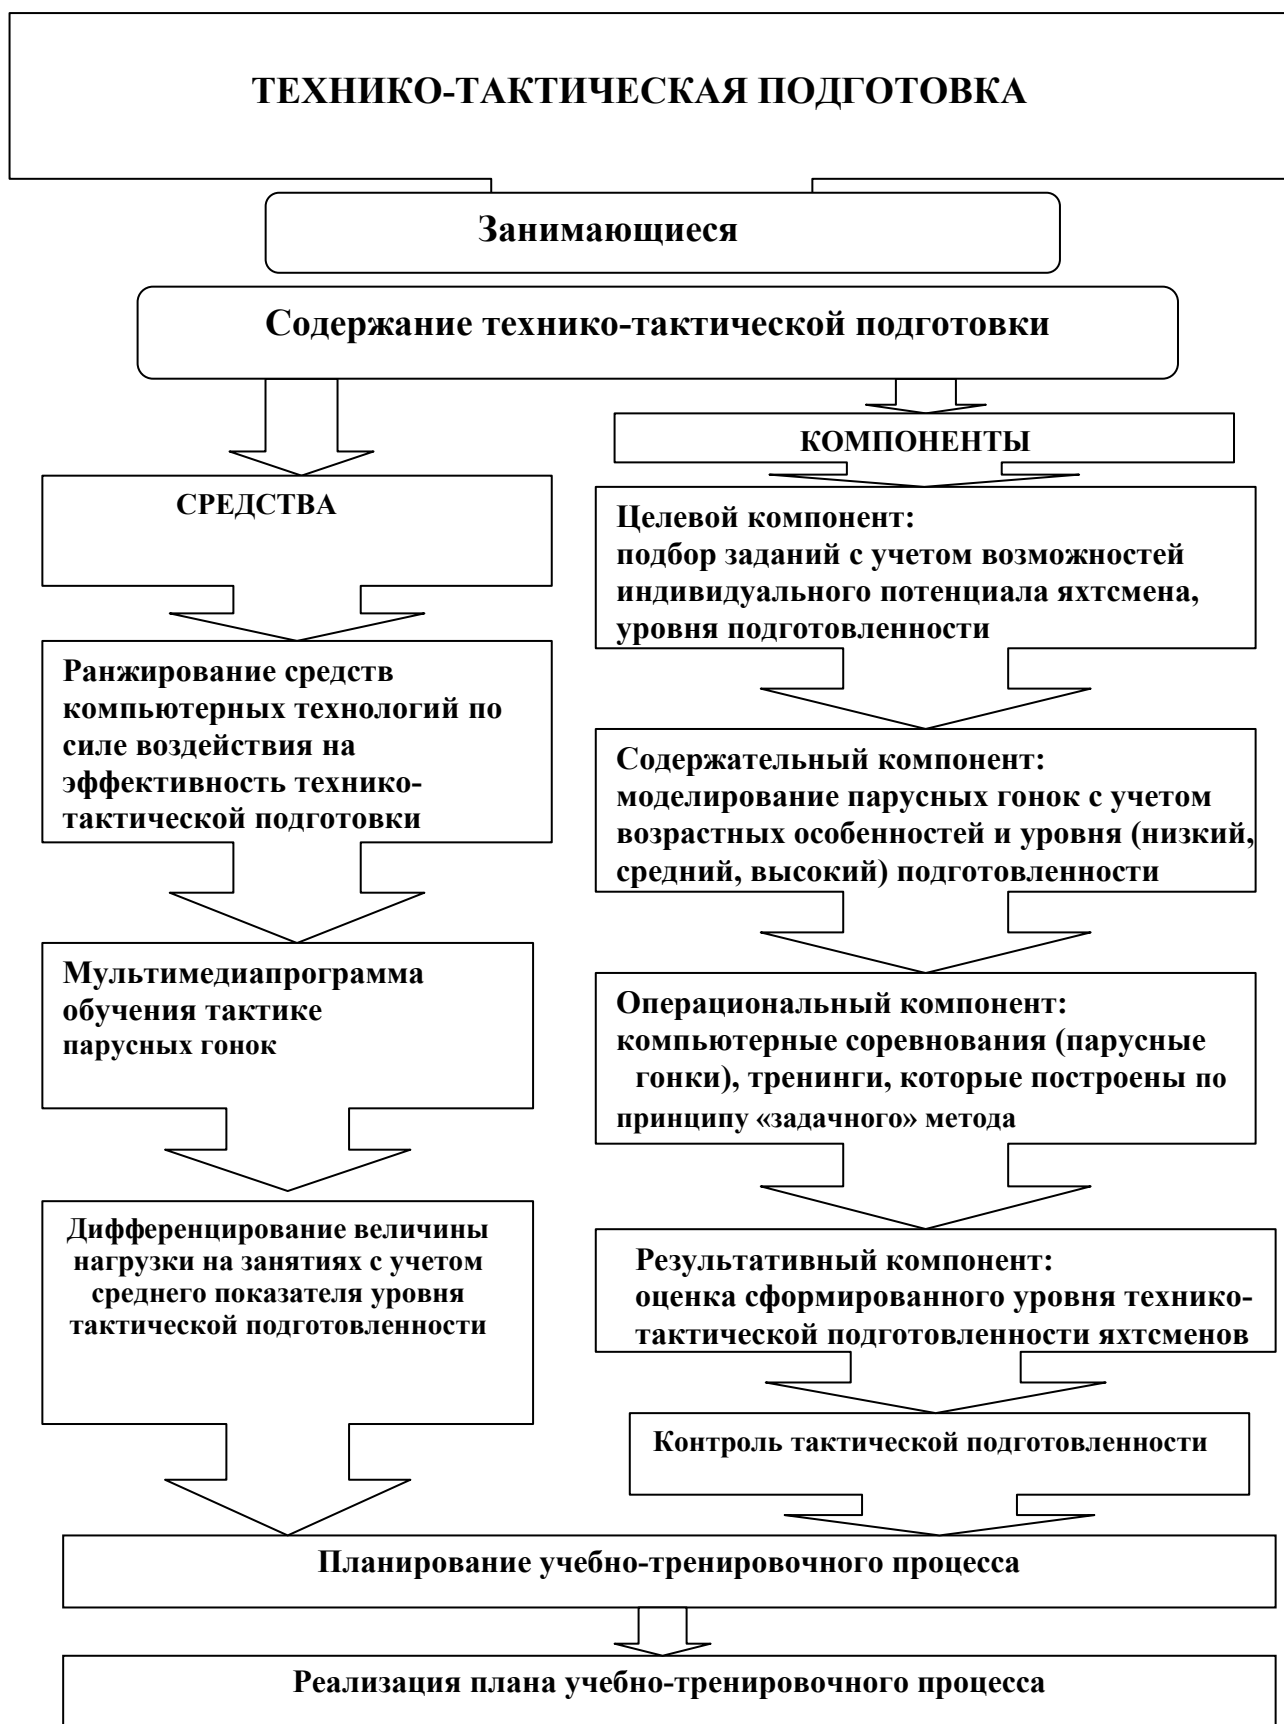 ТЕХНИКО-ТАКТИЧЕСКАЯ ПОДГОТОВКА
Занимающиеся
Содержание технико-тактической подготовки
СРЕДСТВА
Ранжирование средств
компьютерных технологий по
силе воздействия на
эффективность технико-
тактической подготовки
Мультимедиапрограмма
обучения тактике
парусных гонок
Дифференцирование величины
нагрузки на занятиях с учетом
среднего показателя уровня
тактической подготовленности
КОМПОНЕНТЫ
Целевой компонент:
подбор заданий с учетом возможностей
индивидуального потенциала яхтсмена,
уровня подготовленности
Содержательный компонент:
моделирование парусных гонок с учетом
возрастных особенностей и уровня (низкий,
средний, высокий) подготовленности
Операциональный компонент:
компьютерные соревнования (парусные
гонки), тренинги, которые построены по
принципу «задачного» метода
Результативный компонент:
оценка сформированного уровня технико-
тактической подготовленности яхтсменов
Контроль тактической подготовленности
Планирование учебно-тренировочного процесса
Реализация плана учебно-тренировочного процесса